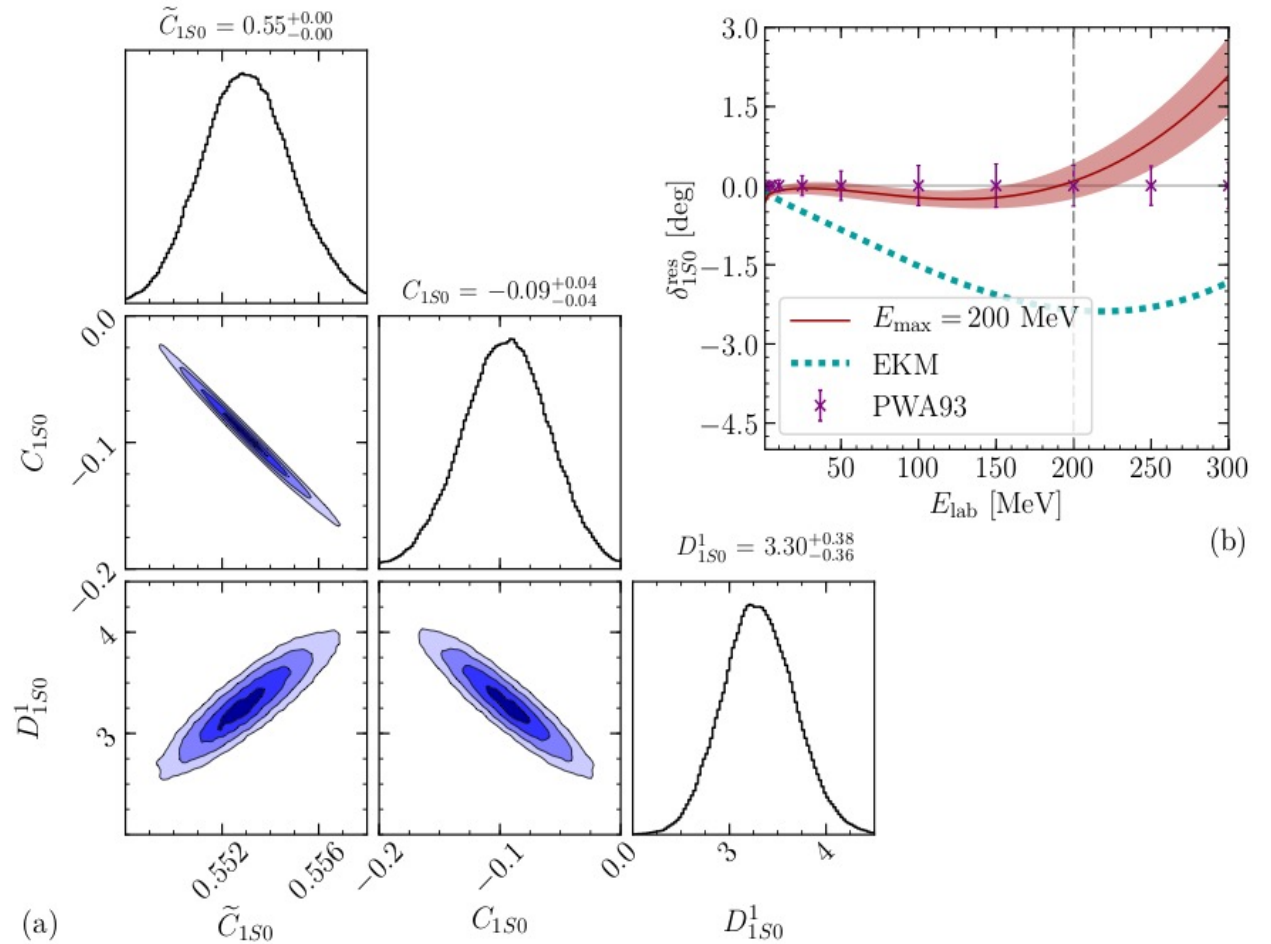 C̃1S0 = 0.55+0.00−0.00
C1S0 = −0.09+0.04−0.04
D11S0 = 3.30+0.38−0.36
C1S0
0.0
−0.1
−0.2
D11S0
4
3
0.552
0.556
C̃1S0
−0.2
−0.1
0.0
C1S0
3
4
D11S0
(a)
δres1S0 [deg]
3.0
1.5
0.0
−1.5
−3.0
−4.5
Emax = 200 MeV
EKM
PWA93
50
100
150
200
250
300
Elab [MeV]
(b)